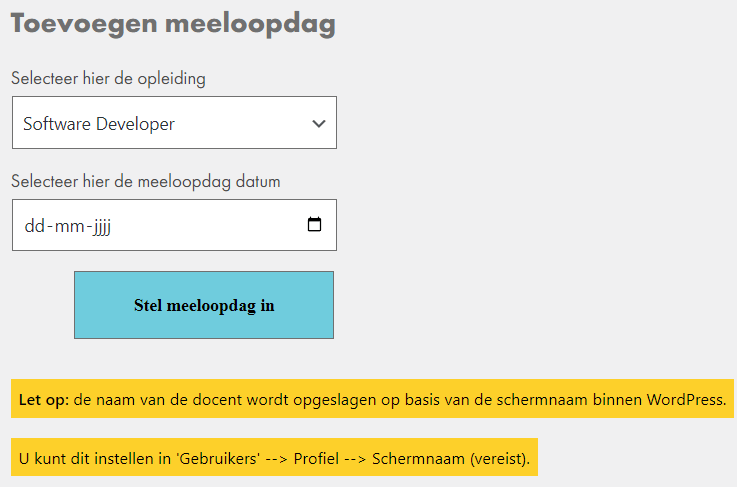 Toevoegen meeloopdag
Selecteer hier de opleiding
Software Developer
Selecteer hier de meeloopdag datum
dd-mm-jjjj
Stel meeloopdag in
Let op: de naam van de docent wordt opgeslagen op basis van de schermnaam binnen WordPress.
U kunt dit instellen in 'Gebruikers' --> Profiel --> Schermnaam (vereist).